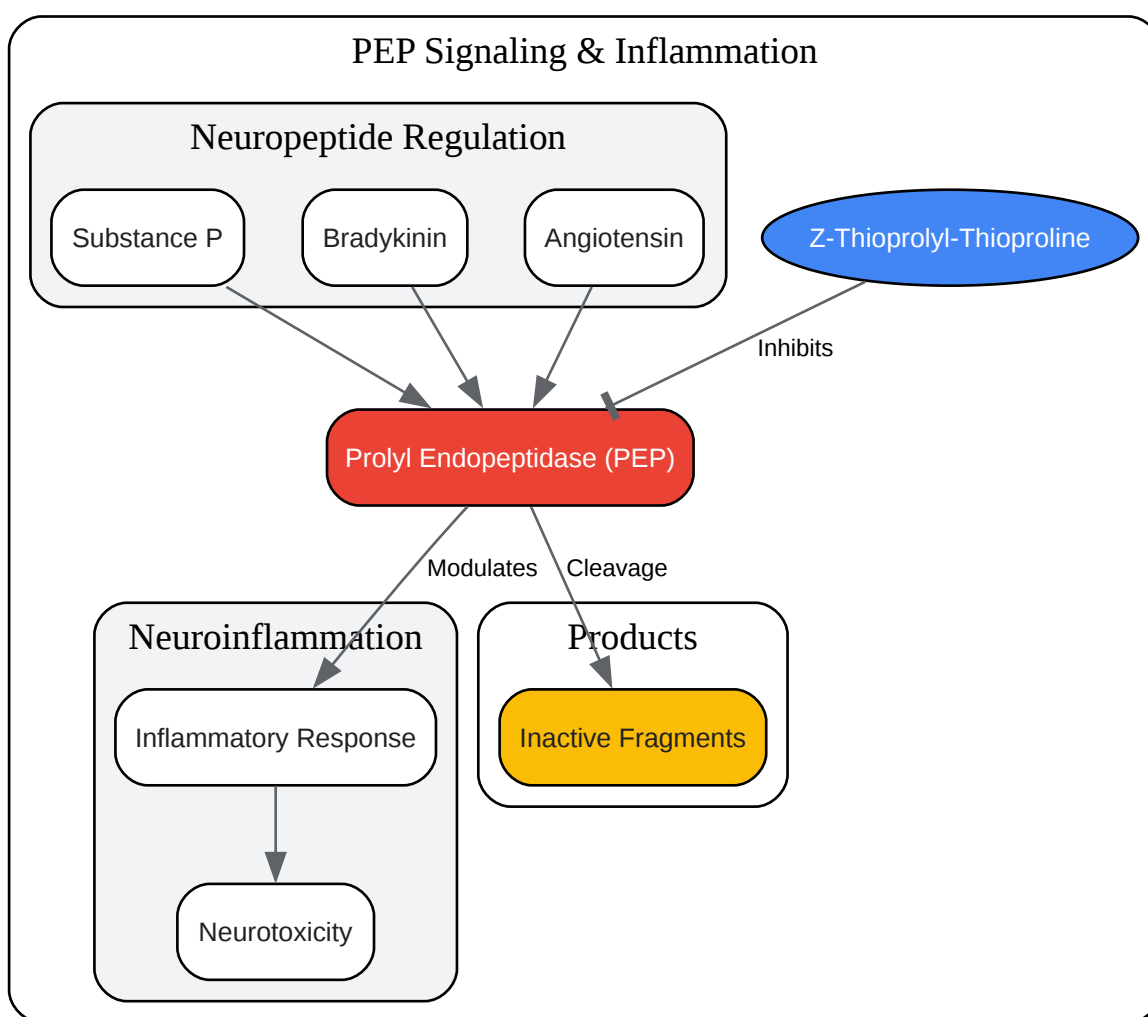 PEP Signaling & Inflammation
Neuropeptide Regulation
Substance P
Bradykinin
Angiotensin
Z-Thioprolyl-Thioproline
Inhibits
Prolyl Endopeptidase (PEP)
Modulates
Cleavage
Neuroinflammation
Products
Inflammatory Response
Inactive Fragments
Neurotoxicity